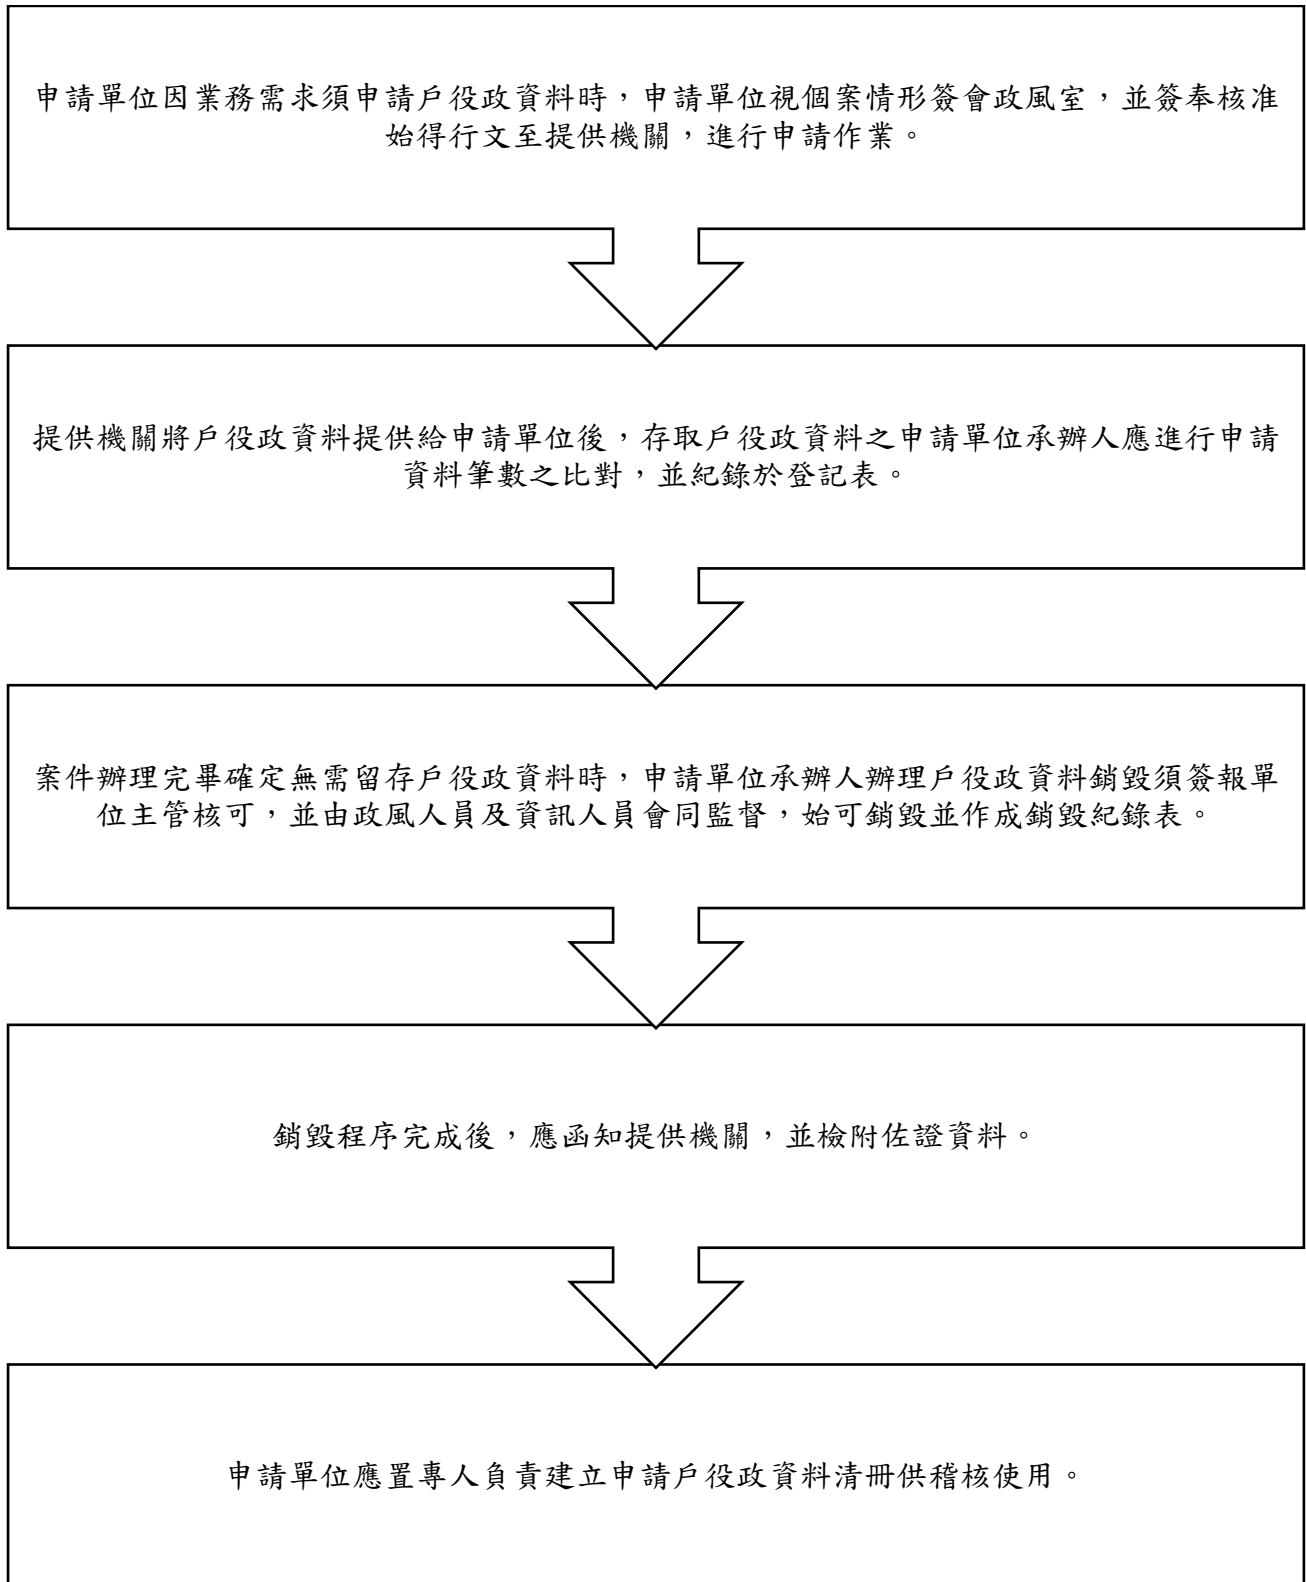 申請單位因業務需求須申請戶役政資料時，申請單位視個案情形簽會政風室，並簽奉核准
始得行文至提供機關，進行申請作業。
提供機關將戶役政資料提供給申請單位後，存取戶役政資料之申請單位承辦人應進行申請
資料筆數之比對，並紀錄於登記表。
案件辦理完畢確定無需留存戶役政資料時，申請單位承辦人辦理戶役政資料銷毀須簽報單
位主管核可，並由政風人員及資訊人員會同監督，始可銷毀並作成銷毀紀錄表。
銷毀程序完成後，應函知提供機關，並檢附佐證資料。
申請單位應置專人負責建立申請戶役政資料清冊供稽核使用。